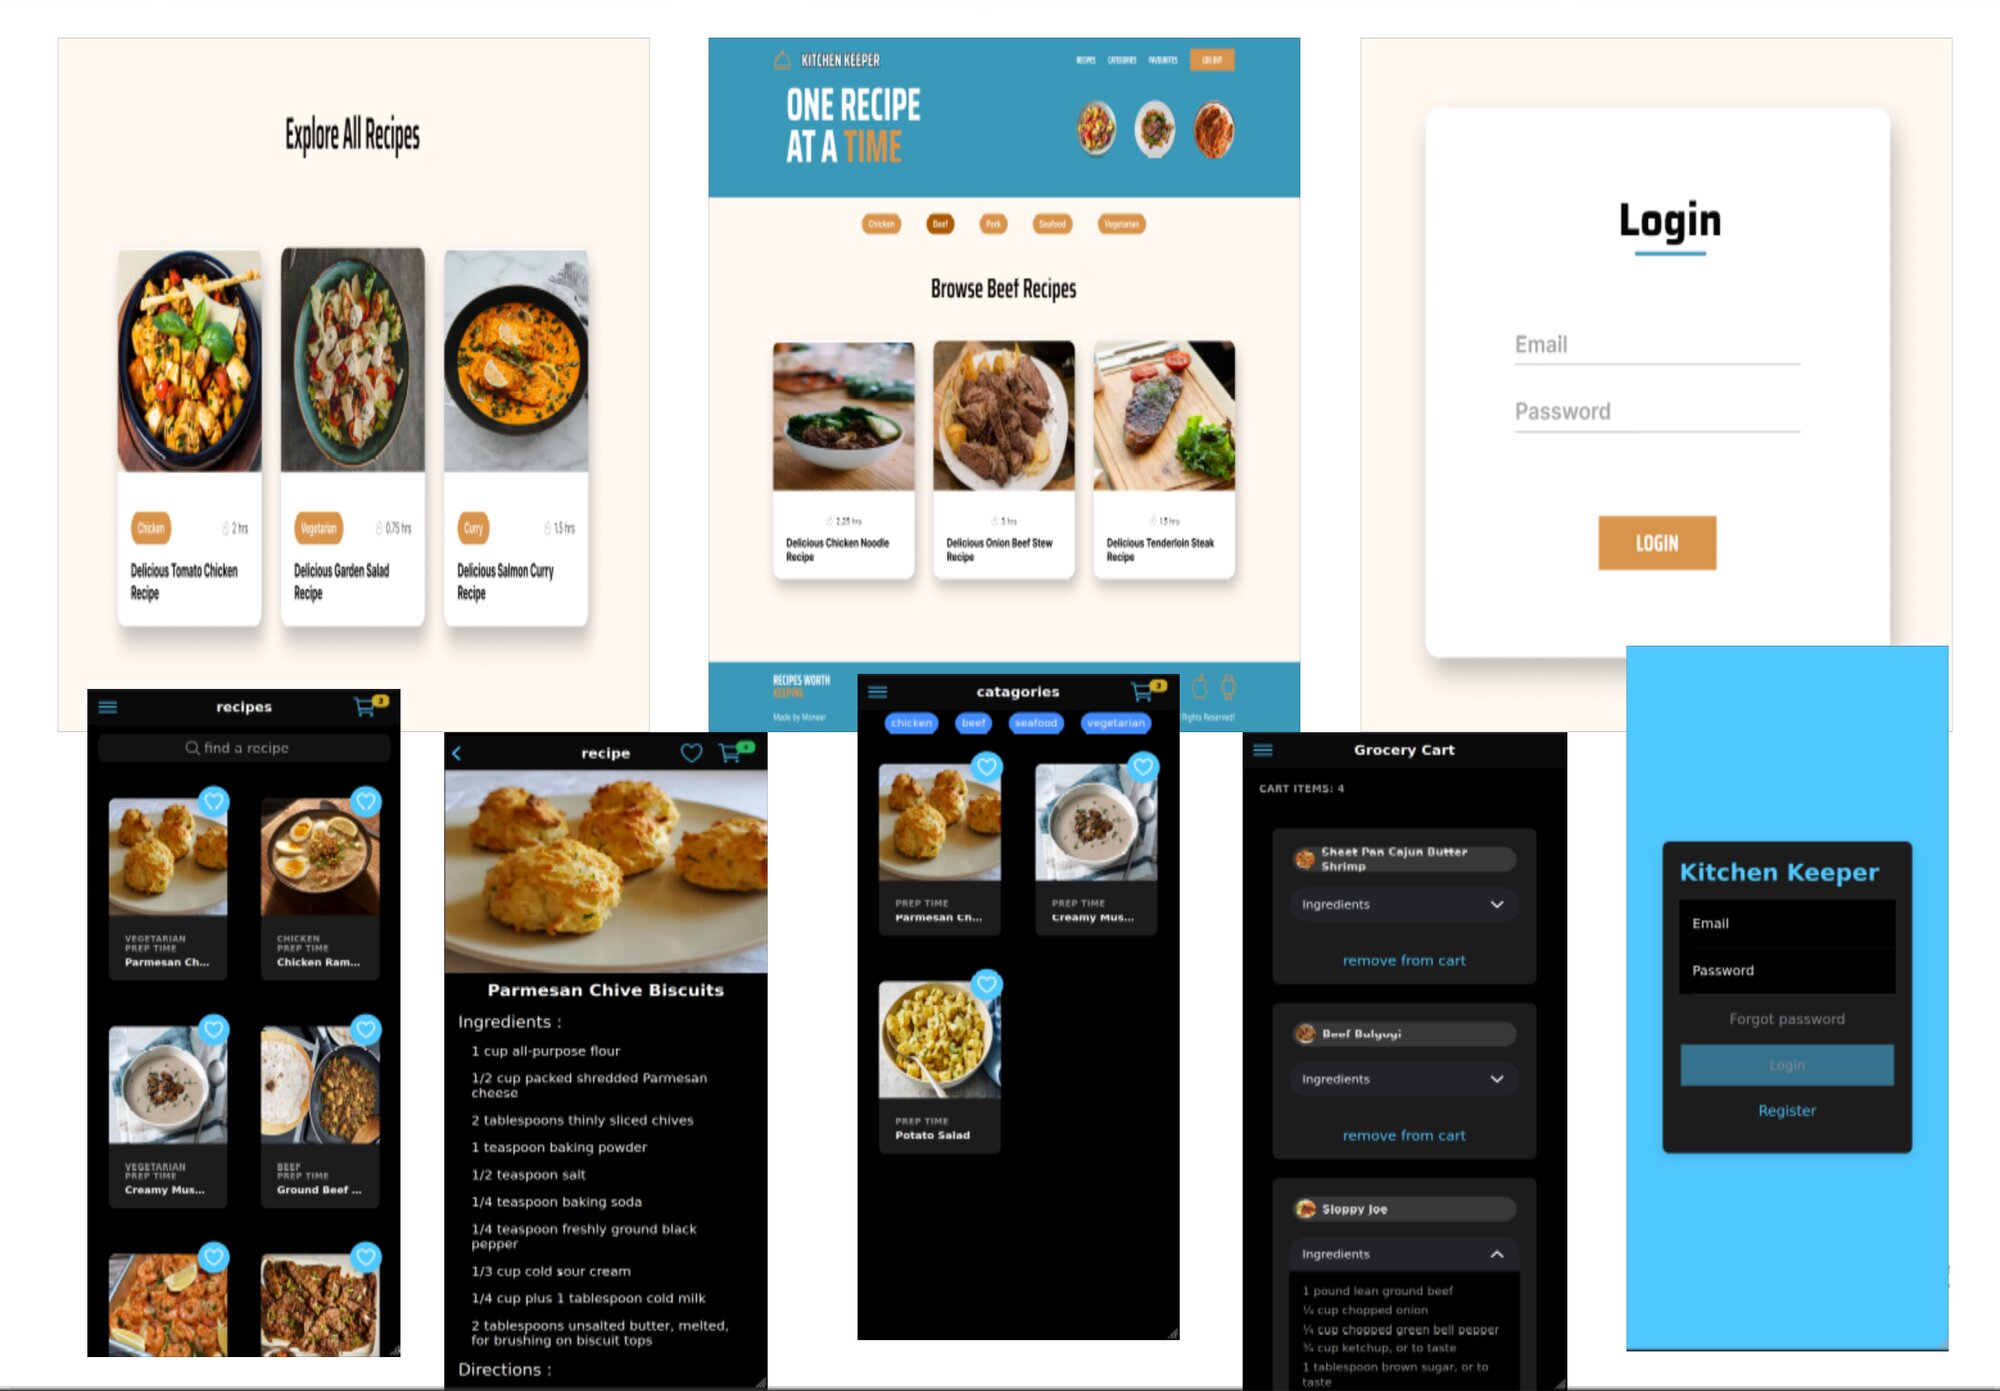 Explore All Recipes
Chicken
2 hrs
Delicious Tomato Chicken
Recipe
Vegetarian
0.75 hrs
Delicious Garden Salad
Recipe
Curry
1.5 hrs
Delicious Salmon Curry
Recipe
KITCHEN KEEPER
RECIPES CATEGORIES FAVOURITES LOG OUT
ONE RECIPE
AT A TIME
Chicken Beef Pork Seafood Vegetarian
Browse Beef Recipes
2.25 hrs
Delicious Chicken Noodle
Recipe
3 hrs
Delicious Onion Beef Stew
Recipe
1.5 hrs
Delicious Tenderloin Steak
Recipe
RECIPES WORTH
KEEPING
Made by Moneer
Rights Reserved!
Login
Email
Password
LOGIN
recipes
3
find a recipe
VEGETARIAN
PREP TIME
Parmesan Ch...
CHICKEN
PREP TIME
Chicken Ram...
VEGETARIAN
PREP TIME
Creamy Mus...
BEEF
PREP TIME
Ground Beef ...
recipe
Parmesan Chive Biscuits
Ingredients :
1 cup all-purpose flour
1/2 cup packed shredded Parmesan
cheese
2 tablespoons thinly sliced chives
1 teaspoon baking powder
1/2 teaspoon salt
1/4 teaspoon baking soda
1/4 teaspoon freshly ground black
pepper
1/3 cup cold sour cream
1/4 cup plus 1 tablespoon cold milk
2 tablespoons unsalted butter, melted,
for brushing on biscuit tops
Directions :
catagories
3
chicken beef seafood vegetarian
PREP TIME
Parmesan Ch...
PREP TIME
Creamy Mus...
PREP TIME
Potato Salad
Grocery Cart
CART ITEMS: 4
Sheet Pan Cajun Butter
Shrimp
Ingredients
remove from cart
Beef Bulgogi
Ingredients
remove from cart
Sloppy Joe
Ingredients
1 pound lean ground beef
¼ cup chopped onion
¼ cup chopped green bell pepper
¾ cup ketchup, or to taste
1 tablespoon brown sugar, or to
taste
Kitchen Keeper
Email
Password
Forgot password
Login
Register